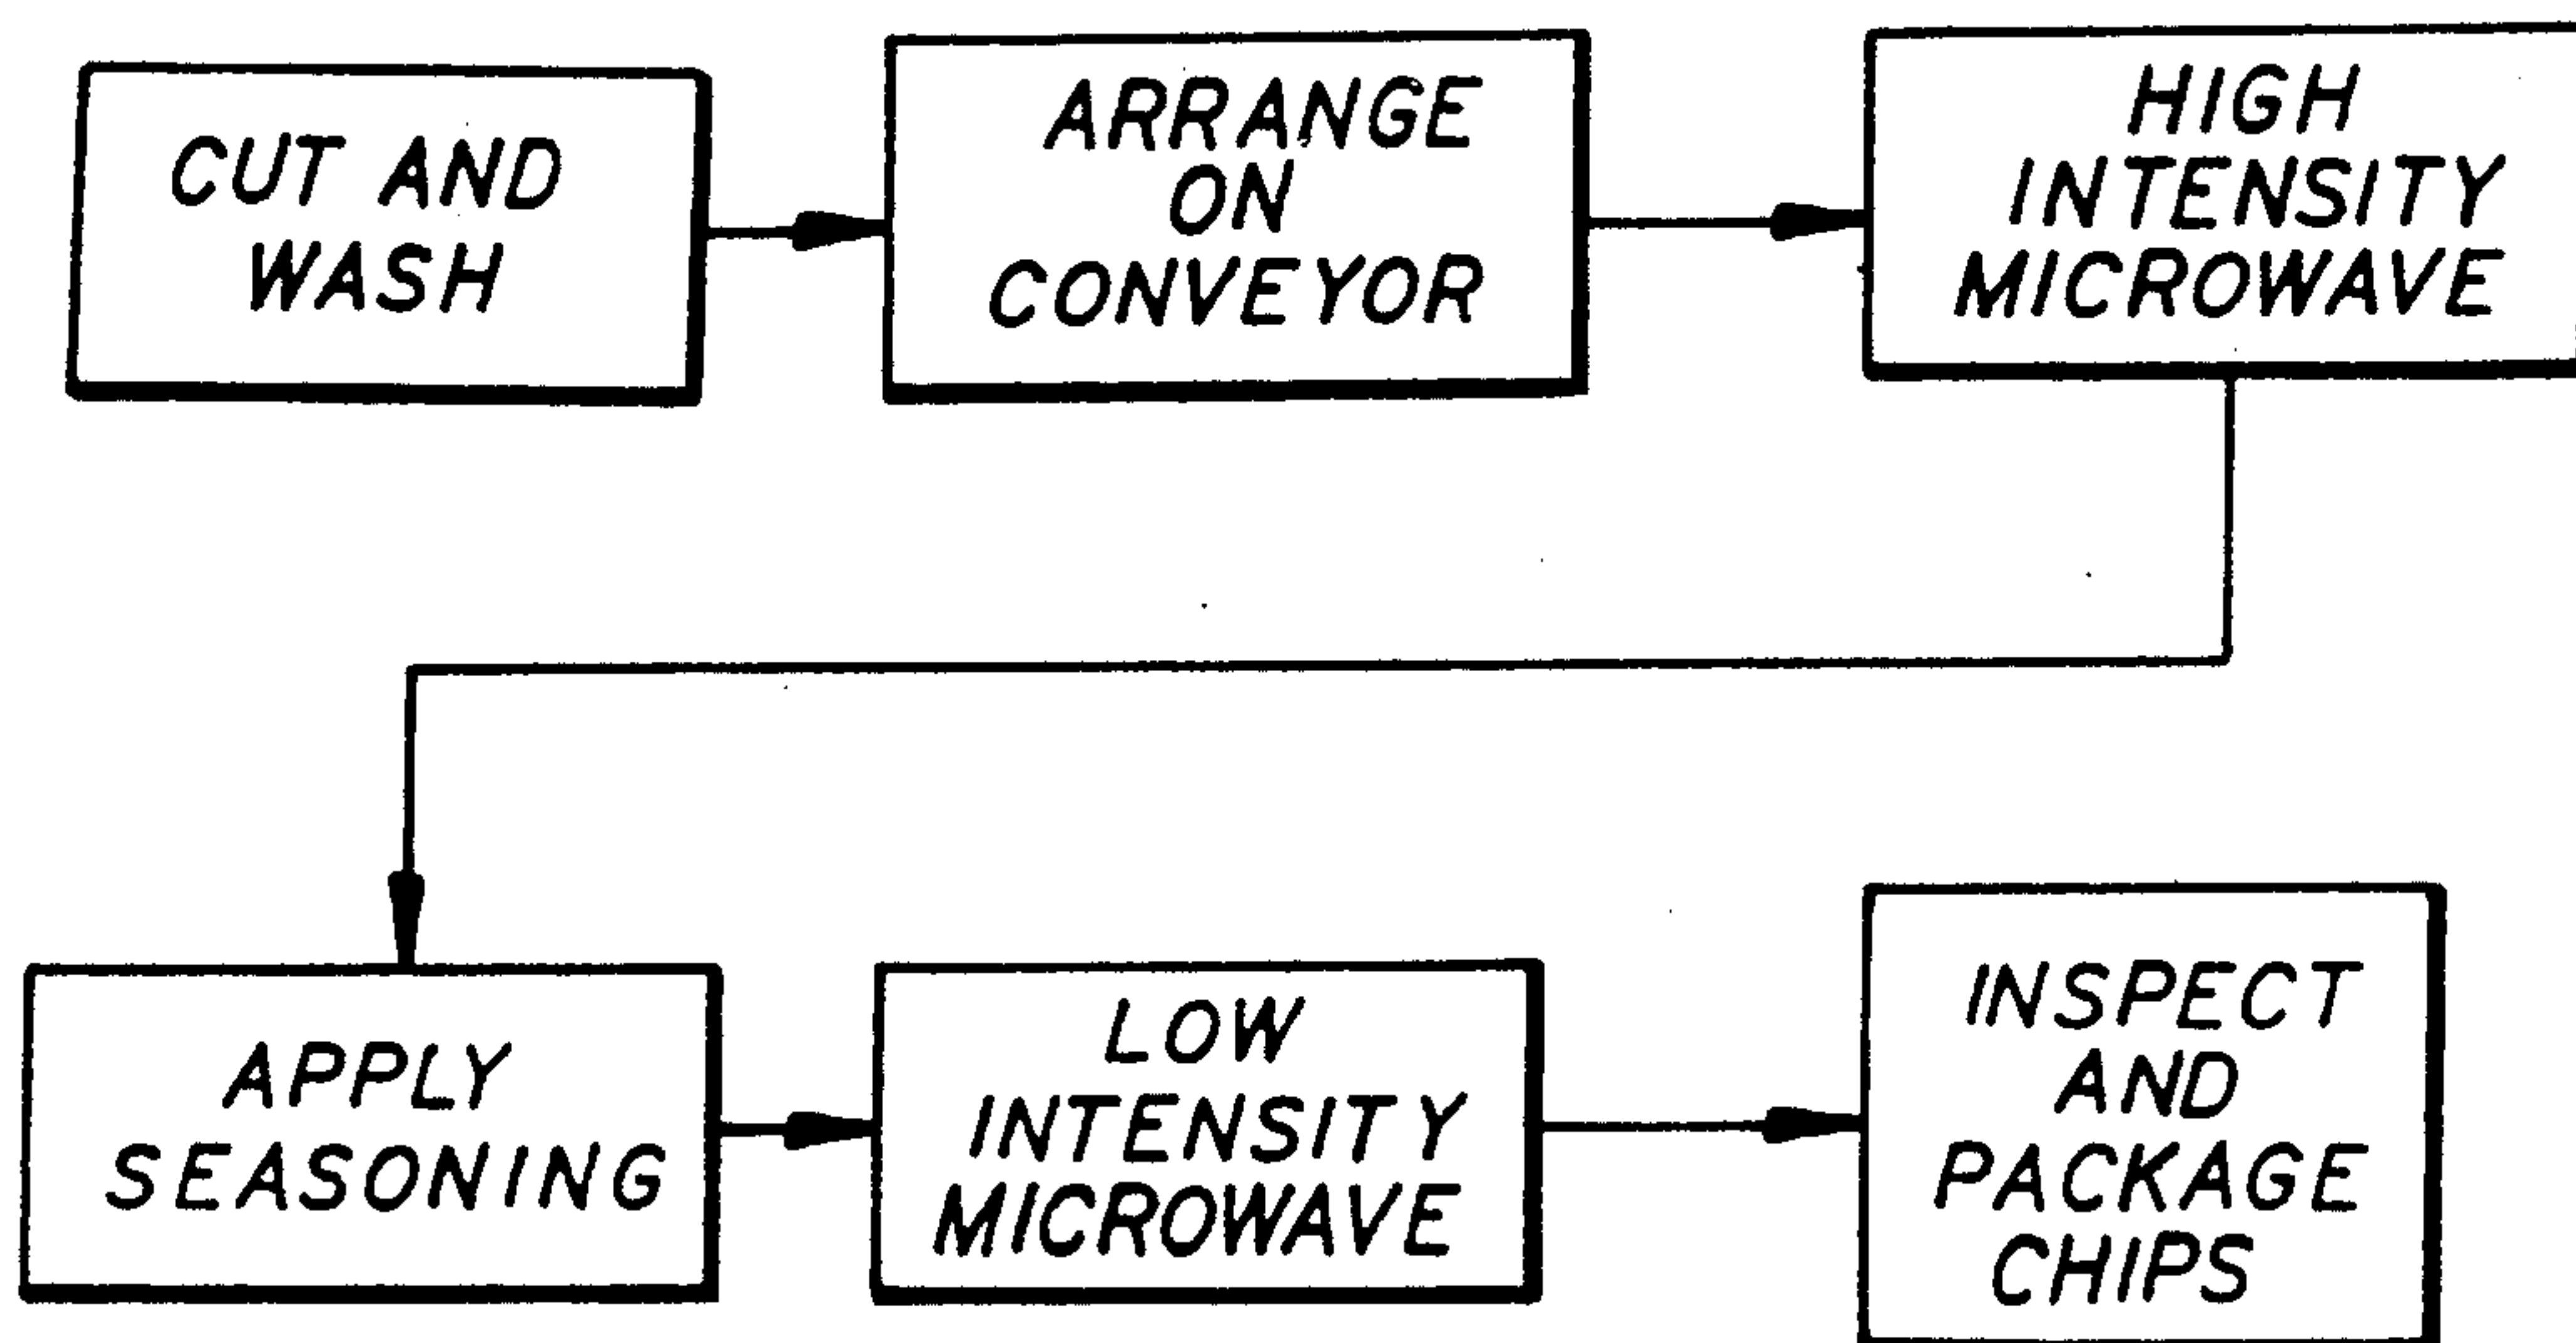 CUT AND
WASH
ARRANGE
ON
CONVEYOR
HIGH
INTENSITY
MICROWAVE
APPLY
SEASONING
LOW
INTENSITY
MICROWAVE
INSPECT
AND
PACKAGE
CHIPS